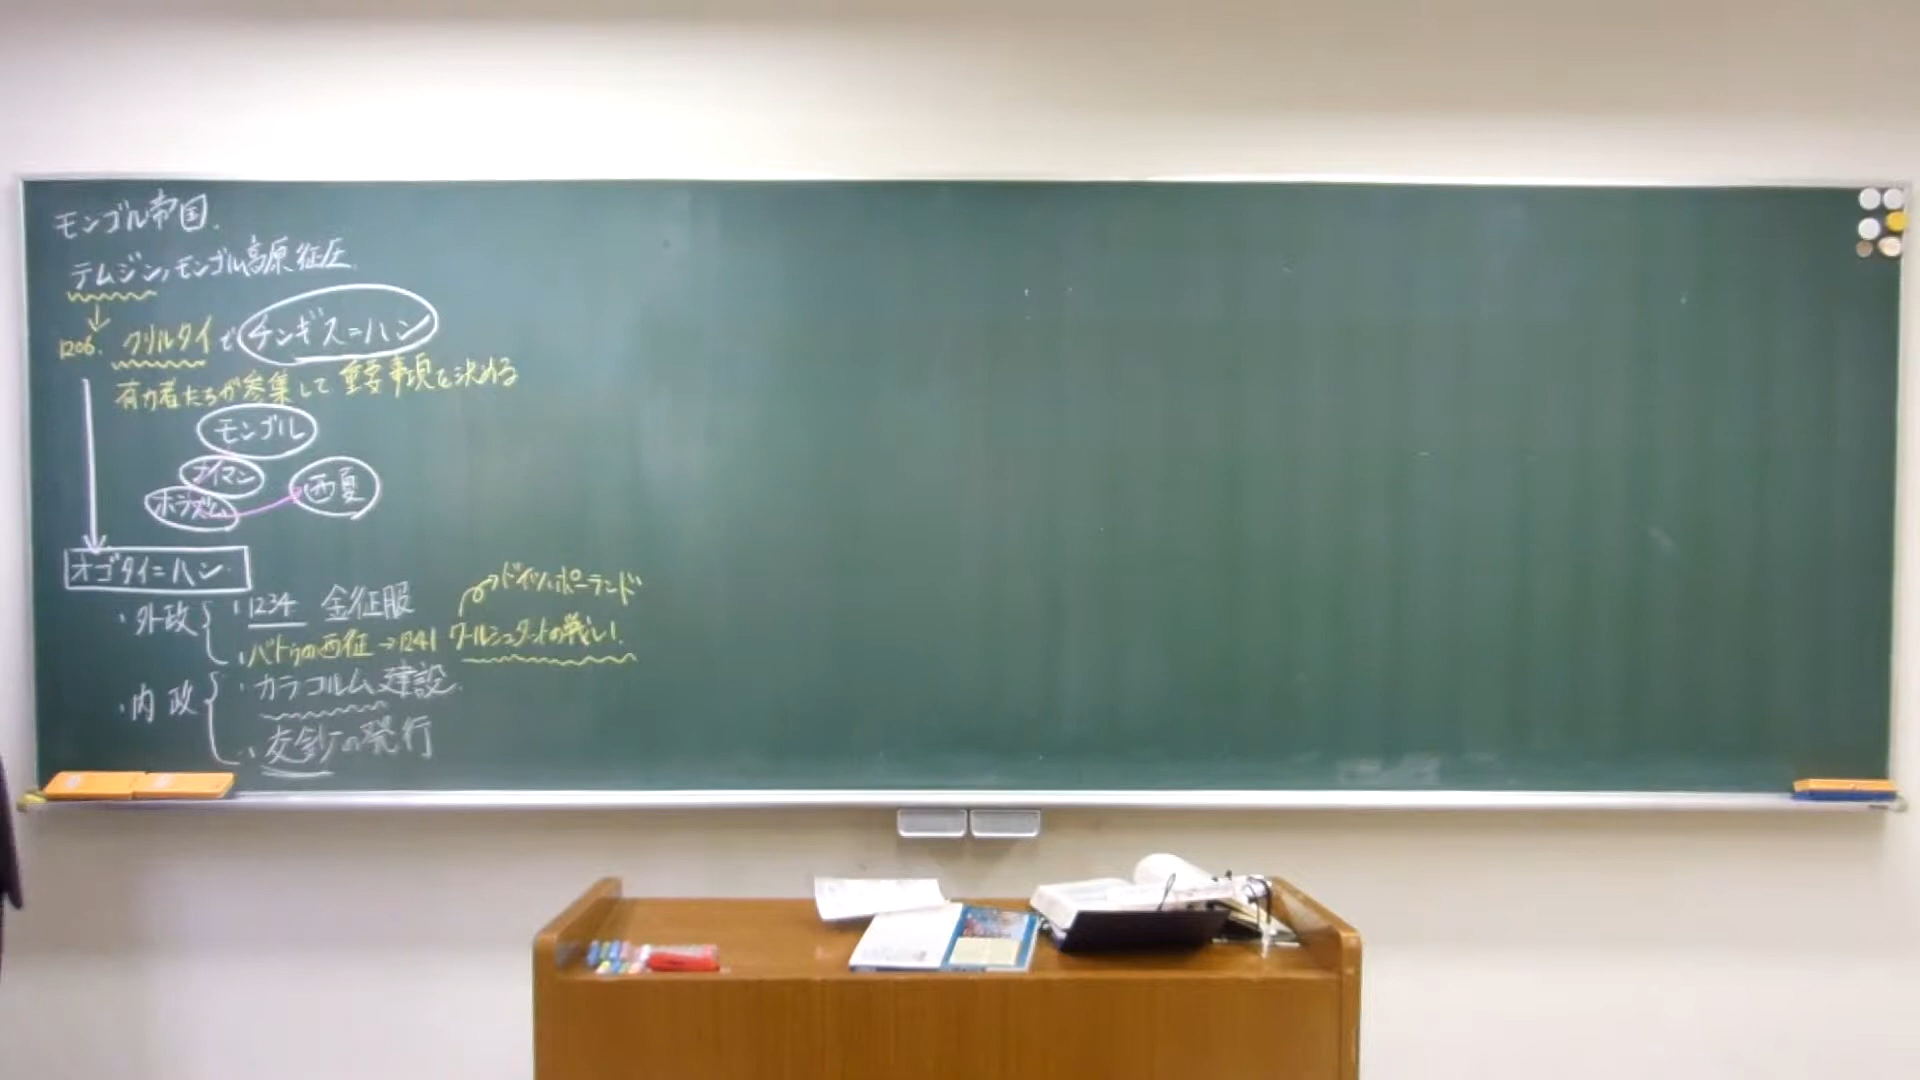 モンゴル帝国.
テムジン,モンゴル高原征圧.
↓
1206. クリルタイで チンギス=ハン
有力者たちが参集して重要事項を決める
モンゴル
ナイマン
ホラズム 西夏
オゴタイ=ハン.
・外政 { ・1234 金征服
→ドイツ,ポーランド
・バトゥの西征→1241 ワールシュタットの戦い!.
・内政 { ・カラコルム建設.
・交鈔の発行